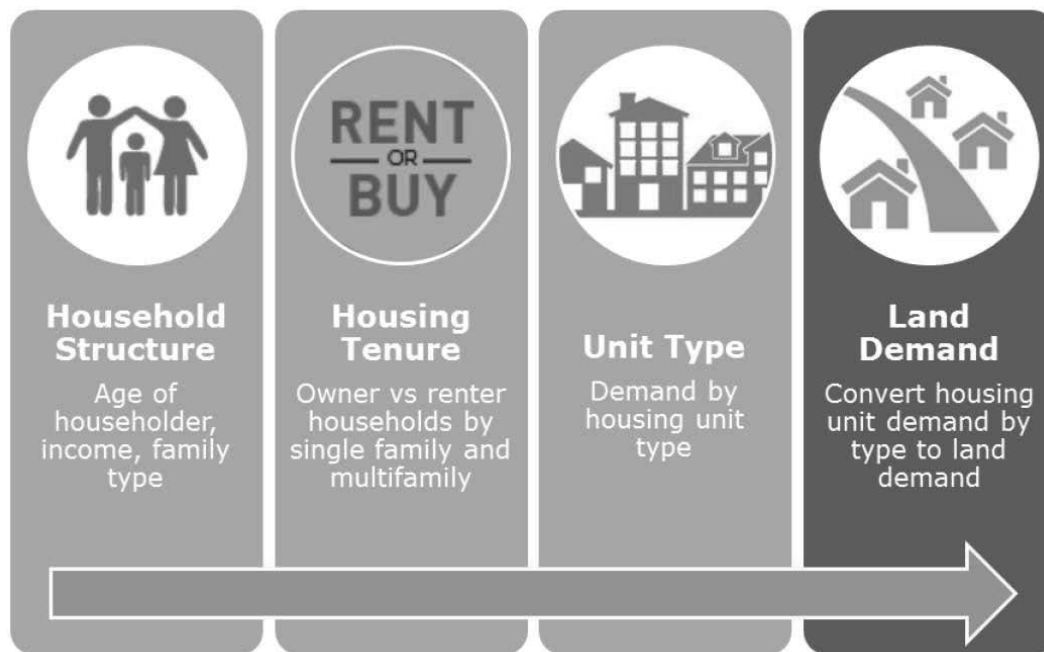 RENT
OR
BUY
Household
Structure
Age of
householder,
income, family
type
Housing
Tenure
Owner vs renter
households by
single family and
multifamily
Unit Type
Demand by
housing unit
type
Land
Demand
Convert housing
unit demand by
type to land
demand